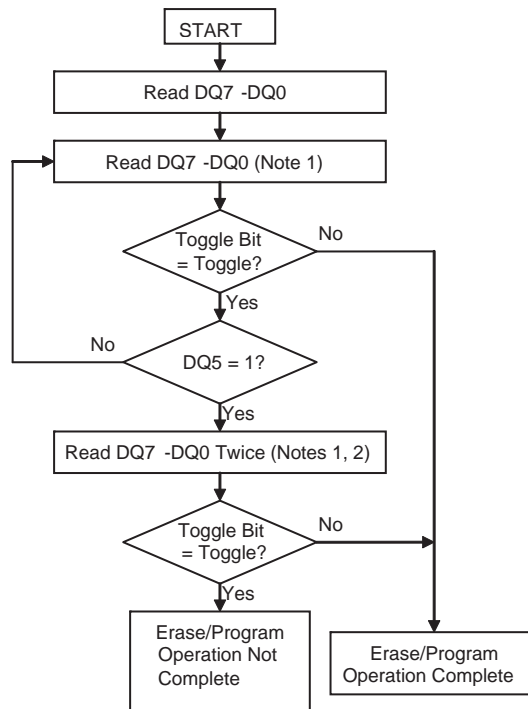 START
Read DQ7 -DQ0
Read DQ7 -DQ0 (Note 1)
Toggle Bit
= Toggle?
No
Yes
No
DQ5 = 1?
Yes
Read DQ7 -DQ0 Twice (Notes 1, 2)
Toggle Bit
= Toggle?
No
Yes
Erase/Program
Operation Not
Complete
Erase/Program
Operation Complete